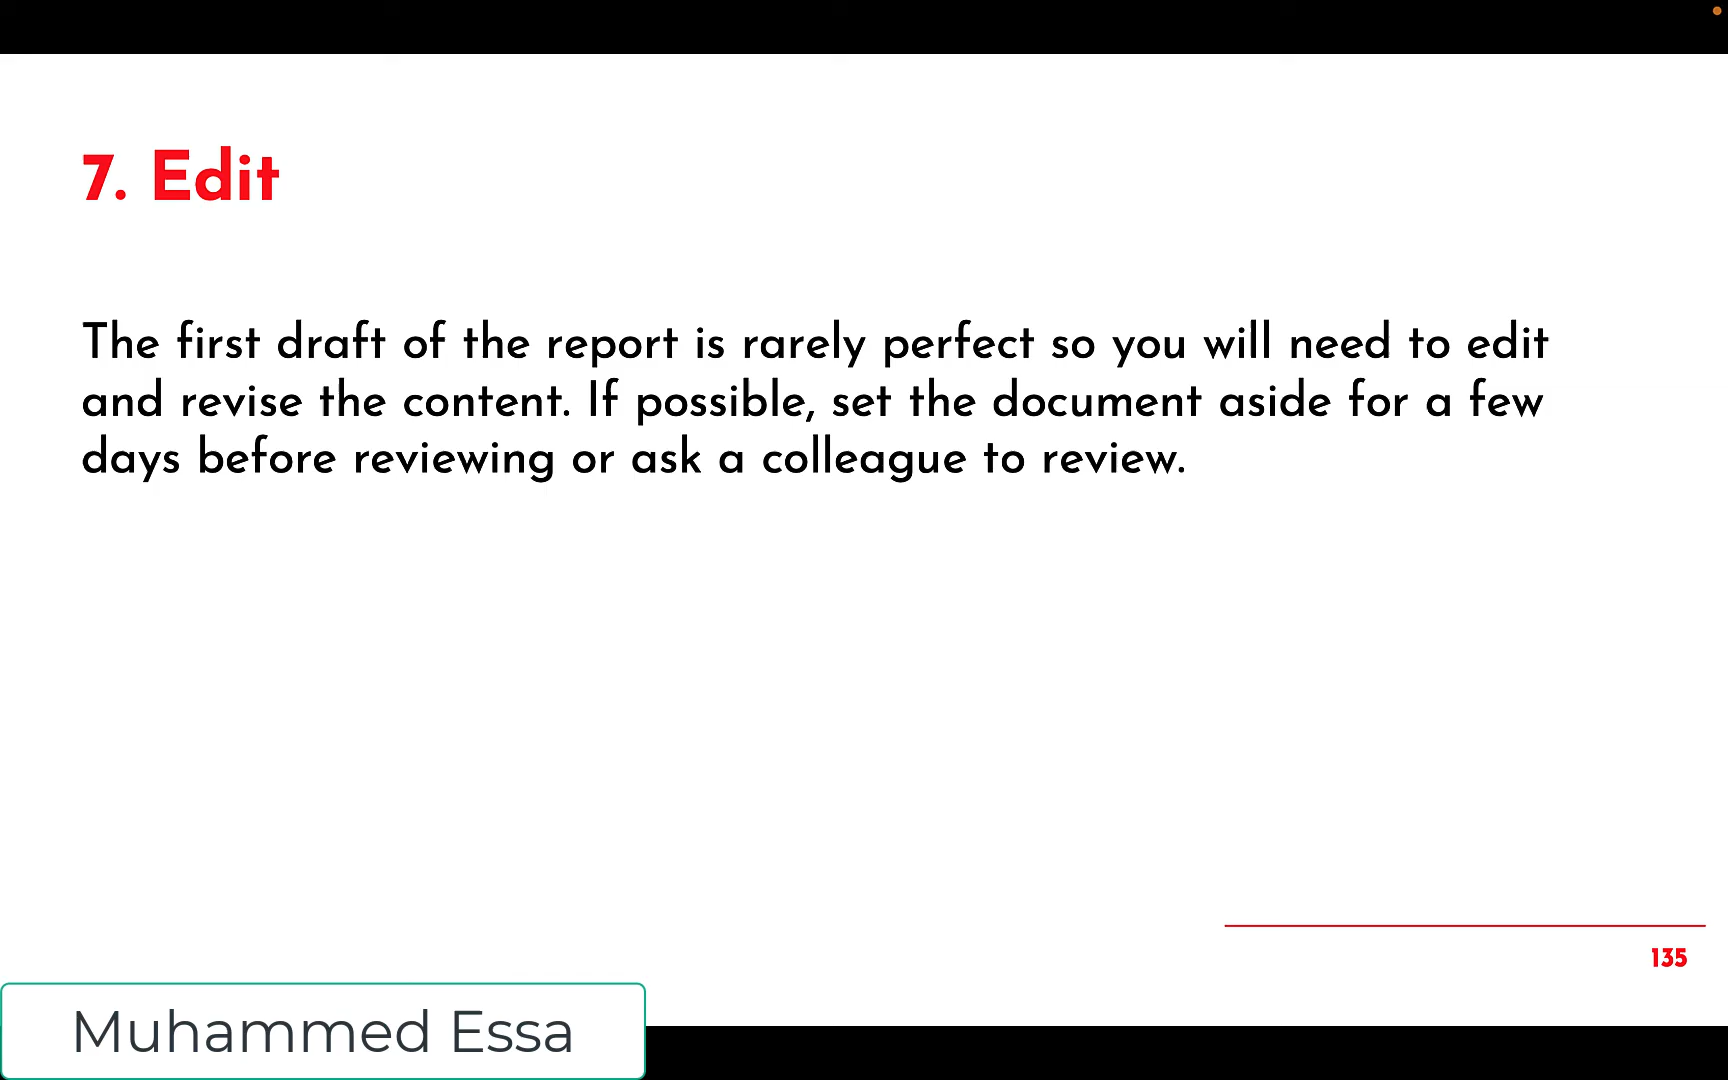 7. Edit
The first draft of the report is rarely perfect so you will need to edit
and revise the content. If possible, set the document aside for a few
days before reviewing or ask a colleague to review.
135
Muhammed Essa